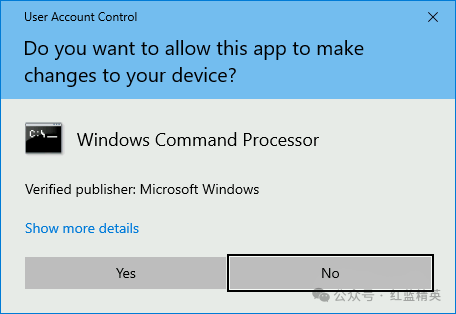 User Account Control
Do you want to allow this app to make
changes to your device?
C:\_
Windows Command Processor
Verified publisher: Microsoft Windows
Show more details
Yes
No
公众号 · 红蓝精英